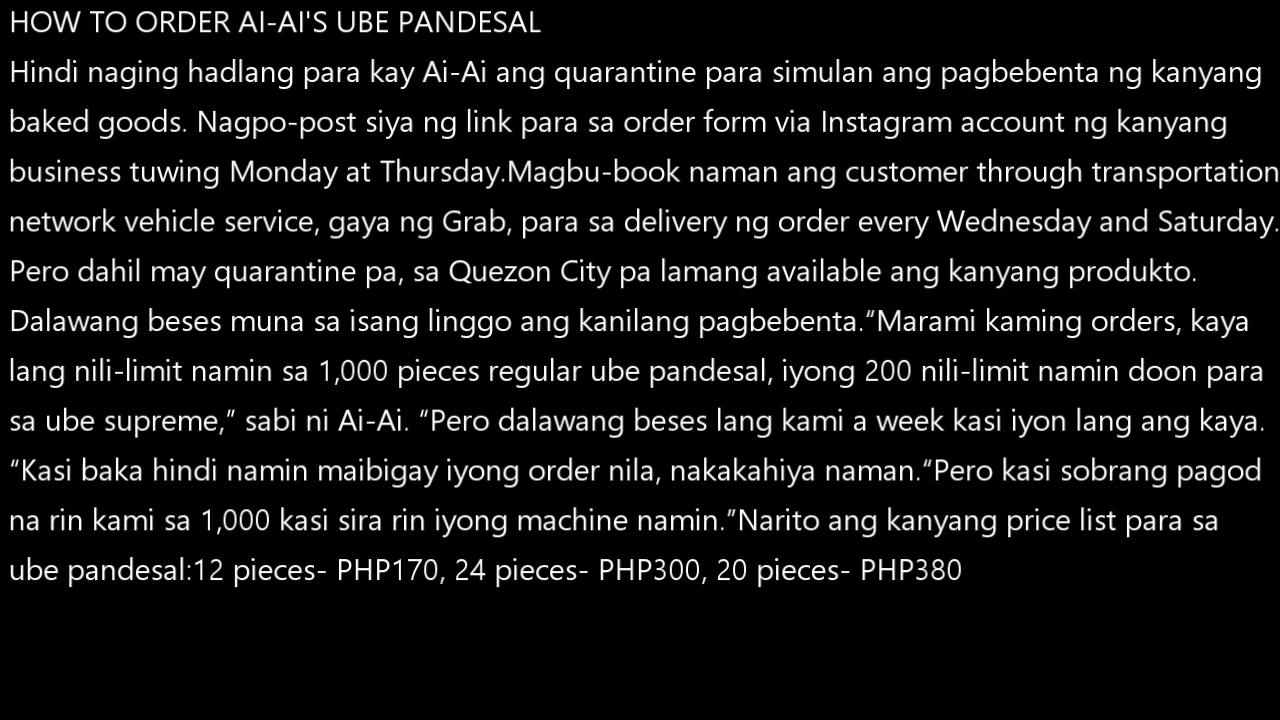 HOW TO ORDER AI-AI'S UBE PANDESAL
Hindi naging hadlang para kay Ai-Ai ang quarantine para simulan ang pagbebenta ng kanyang
baked goods. Nagpo-post siya ng link para sa order form via Instagram account ng kanyang
business tuwing Monday at Thursday.Magbu-book naman ang customer through transportation
network vehicle service, gaya ng Grab, para sa delivery ng order every Wednesday and Saturday.
Pero dahil may quarantine pa, sa Quezon City pa lamang available ang kanyang produkto.
Dalawang beses muna sa isang linggo ang kanilang pagbebenta.“Marami kaming orders, kaya
lang nili-limit namin sa 1,000 pieces regular ube pandesal, iyong 200 nili-limit namin doon para
sa ube supreme,” sabi ni Ai-Ai. “Pero dalawang beses lang kami a week kasi iyon lang ang kaya.
“Kasi baka hindi namin maibigay iyong order nila, nakakahiya naman.“Pero kasi sobrang pagod
na rin kami sa 1,000 kasi sira rin iyong machine namin.”Narito ang kanyang price list para sa
ube pandesal:12 pieces- PHP170, 24 pieces- PHP300, 20 pieces- PHP380